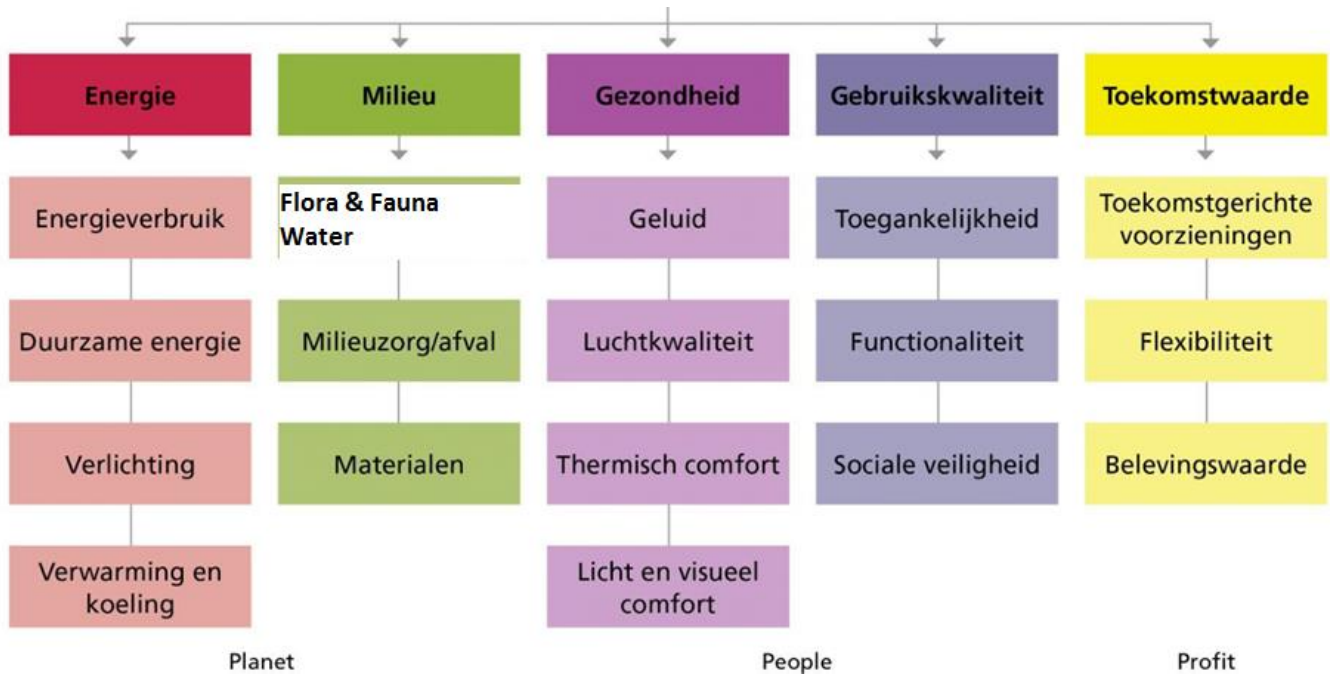 Energie
Milieu
Gezondheid
Gebruikskwaliteit
Toekomstwaarde
Energieverbruik
Flora & Fauna
Water
Geluid
Toegankelijkheid
Toekomstgerichte
voorzieningen
Duurzame energie
Milieuzorg/afval
Luchtkwaliteit
Functionaliteit
Flexibiliteit
Verlichting
Materialen
Thermisch comfort
Sociale veiligheid
Belevingswaarde
Verwarming en
koeling
Licht en visueel
comfort
Planet
People
Profit